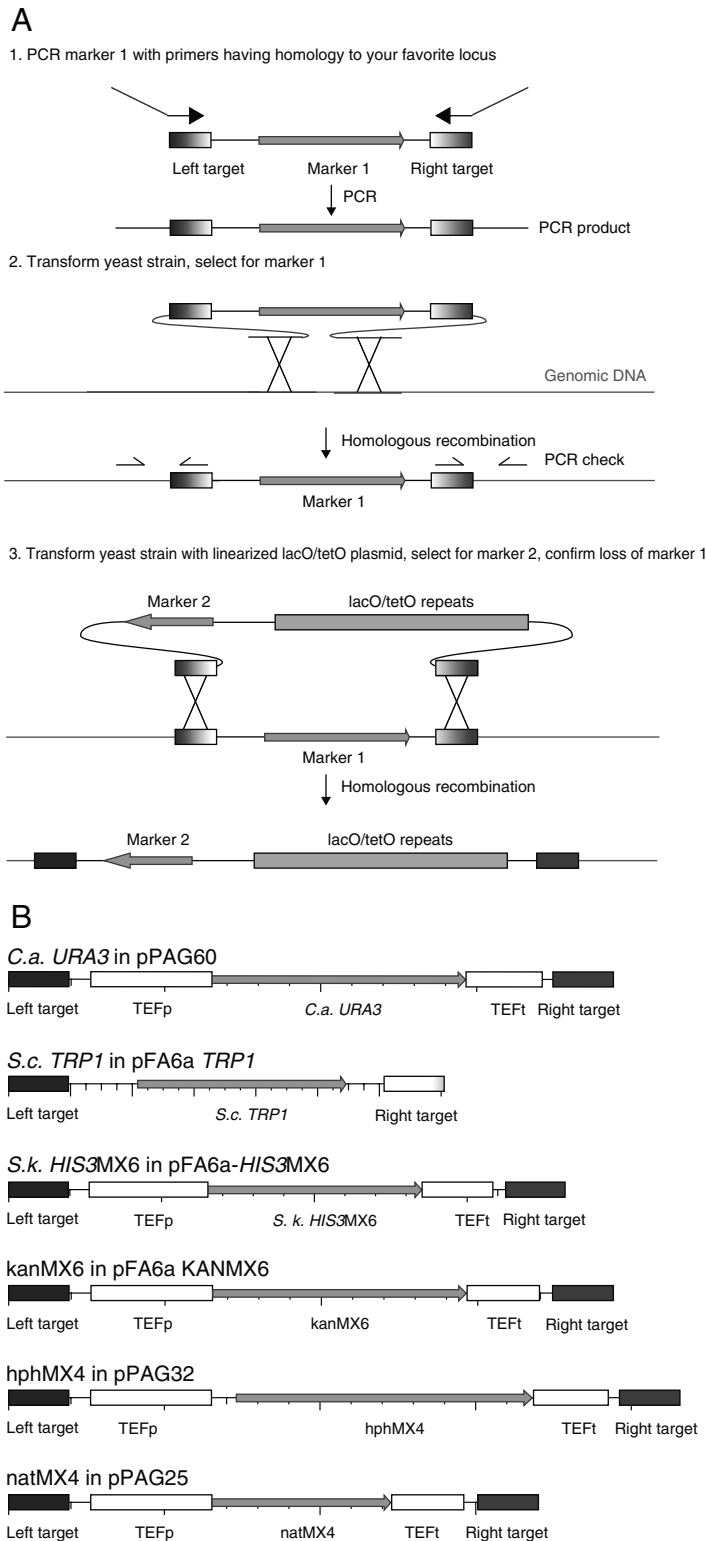 A
1. PCR marker 1 with primers having homology to your favorite locus
Left target Marker 1 Right target
PCR
PCR product
2. Transform yeast strain, select for marker 1
Genomic DNA
Homologous recombination
PCR check
Marker 1
3. Transform yeast strain with linearized lacO/tetO plasmid, select for marker 2, confirm loss of marker 1
Marker 2 lacO/tetO repeats
Marker 1
Homologous recombination
Marker 2 lacO/tetO repeats
B
C.a. URA3 in pPAG60
Left target TEFp C.a. URA3 TEFt Right target
S.c. TRP1 in pFA6a TRP1
Left target S.c. TRP1 Right target
S.k. HIS3MX6 in pFA6a-HIS3MX6
Left target TEFp S. k. HIS3MX6 TEFt Right target
kanMX6 in pFA6a KANMX6
Left target TEFp kanMX6 TEFt Right target
hphMX4 in pPAG32
Left target TEFp hphMX4 TEFt Right target
natMX4 in pPAG25
Left target TEFp natMX4 TEFt Right target